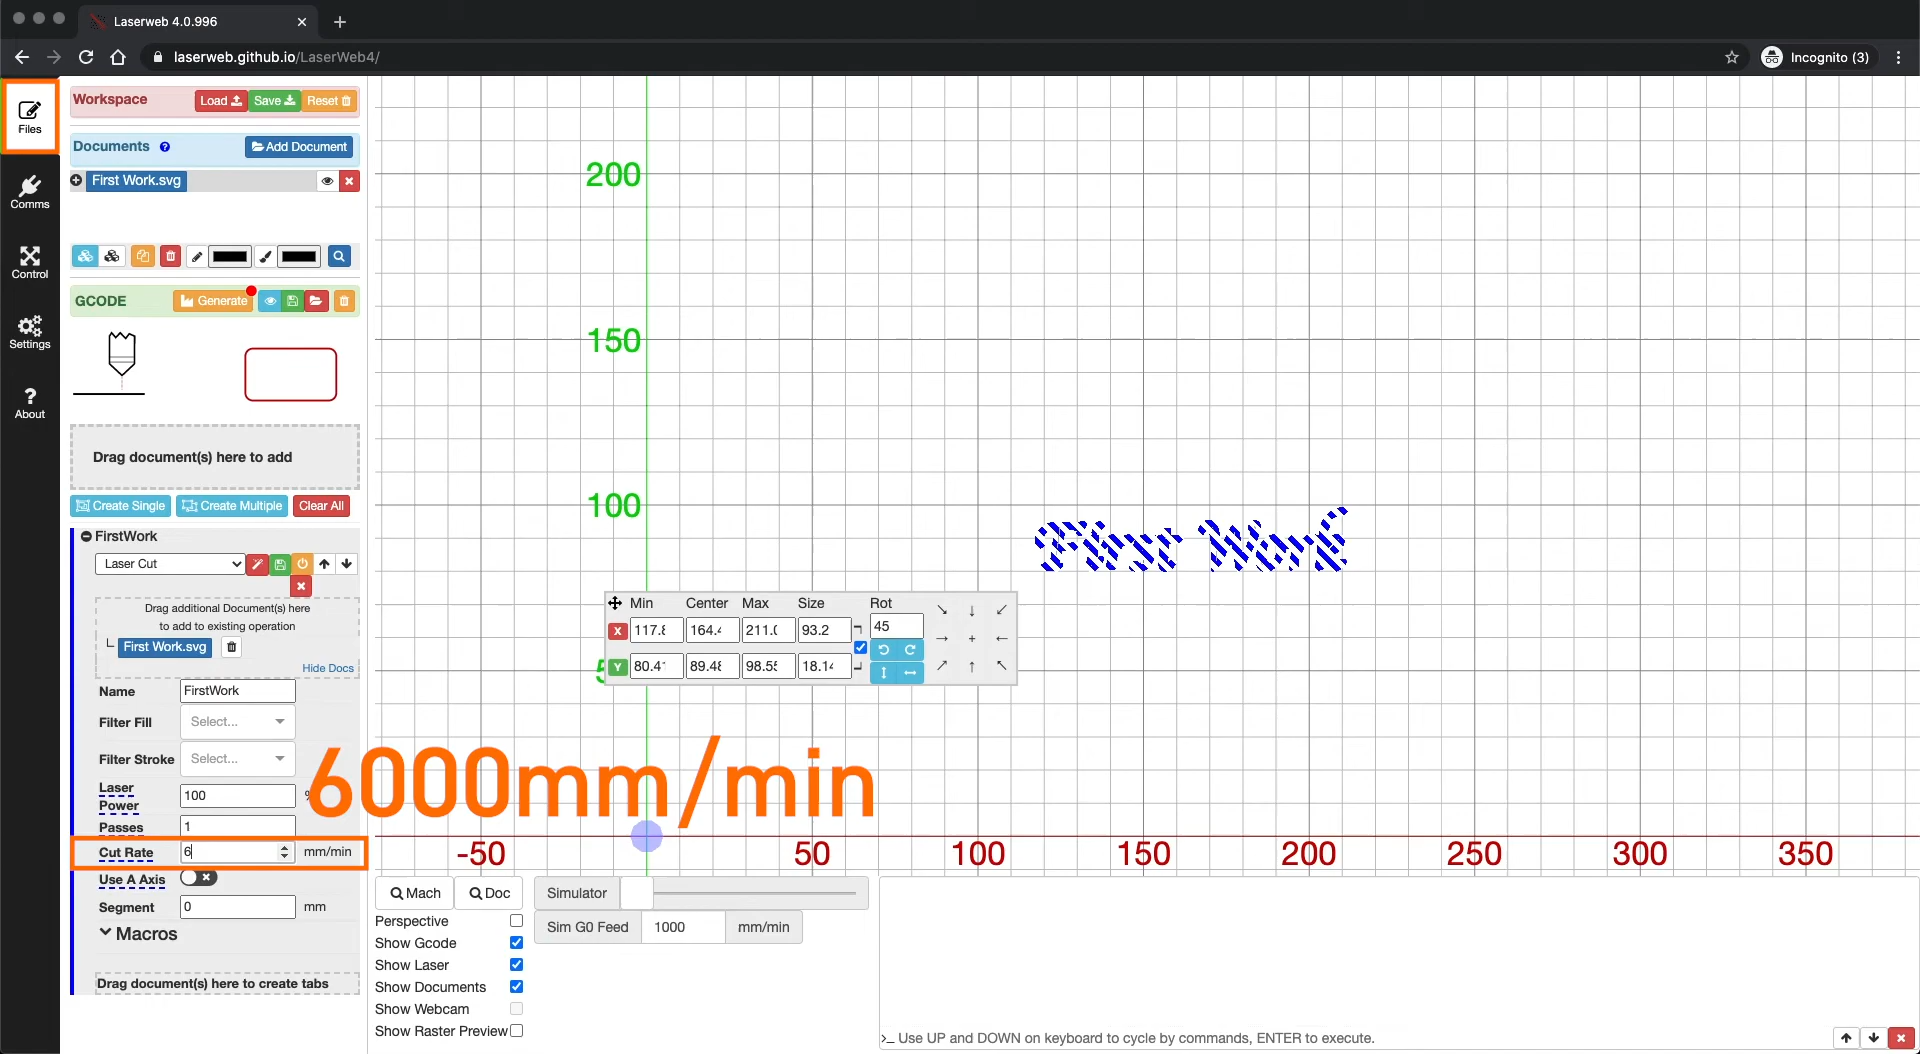 Laserweb 4.0.996
laserweb.github.io/LaserWeb4/
Incognito (3)
Files
Comms
Control
Settings
?
About
Workspace
Load
Save
Reset
Documents
Add Document
First Work.svg
GCODE
Generate
Drag document(s) here to add
Create Single
Create Multiple
Clear All
FirstWork
Laser Cut
Drag additional Document(s) here
to add to existing operation
First Work.svg
Hide Docs
Name
FirstWork
Filter Fill
Select...
Filter Stroke
Select...
Laser
Power
100
Passes
1
Cut Rate
6
mm/min
Use A Axis
Segment
0
mm
Macros
Drag document(s) here to create tabs
200
150
100
First Work
Min
Center
Max
Size
Rot
X
117.8
164.4
211.0
93.2
45
Y
80.41
89.48
98.55
18.14
6000mm/min
-50
50
100
150
200
250
300
350
Mach
Doc
Simulator
Perspective
Sim G0 Feed
1000
mm/min
Show Gcode
Show Laser
Show Documents
Show Webcam
Show Raster Preview
>_ Use UP and DOWN on keyboard to cycle by commands, ENTER to execute.